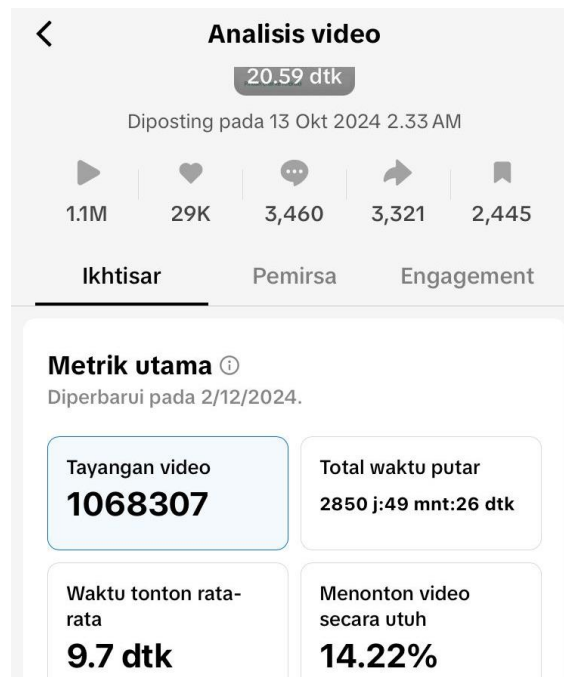 Analisis video
20.59 dtk
Diposting pada 13 Okt 2024 2.33 AM
1.1M 29K 3,460 3,321 2,445
Ikhtisar Pemirsa Engagement
Metrik utama
Diperbarui pada 2/12/2024.
Tayangan video
1068307
Total waktu putar
2850 j:49 mnt:26 dtk
Waktu tonton rata-
rata
9.7 dtk
Menonton video
secara utuh
14.22%